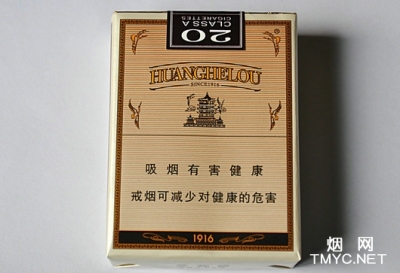 20
CLASS A
CIGARETTES
HUANGHELOU
SINCE1916
吸烟有害健康
戒烟可减少对健康的危害
1916
烟网
TMYC.NET